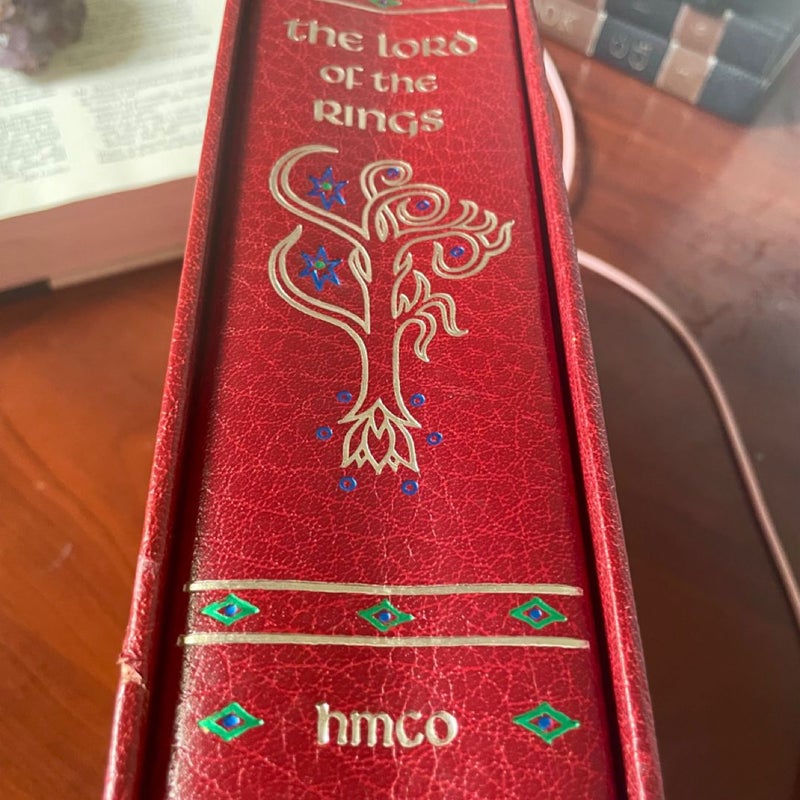 the lord
of the
Rings
hmco